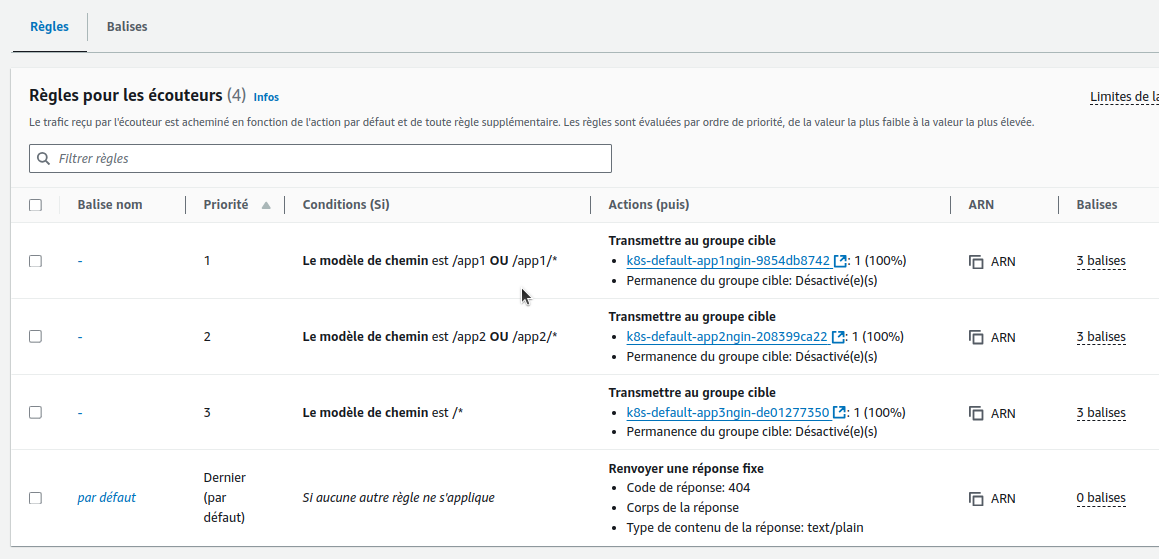 Règles Balises
Règles pour les écouteurs (4) Infos
Limites de la
Le trafic reçu par l'écouteur est acheminé en fonction de l'action par défaut et de toute règle supplémentaire. Les règles sont évaluées par ordre de priorité, de la valeur la plus faible à la valeur la plus élevée.
Filtrer règles
Balise nom Priorité Conditions (Si) Actions (puis) ARN Balises
Transmettre au groupe cible
- 1 Le modèle de chemin est /app1 OU /app1/* • k8s-default-app1ngin-9854db8742 : 1 (100%) ARN 3 balises
• Permanence du groupe cible: Désactivé(e)(s)
Transmettre au groupe cible
- 2 Le modèle de chemin est /app2 OU /app2/* • k8s-default-app2ngin-208399ca22 : 1 (100%) ARN 3 balises
• Permanence du groupe cible: Désactivé(e)(s)
Transmettre au groupe cible
- 3 Le modèle de chemin est /* • k8s-default-app3ngin-de01277350 : 1 (100%) ARN 3 balises
• Permanence du groupe cible: Désactivé(e)(s)
par défaut
Dernier
(par
défaut)
Si aucune autre règle ne s'applique
Renvoyer une réponse fixe
• Code de réponse: 404
• Corps de la réponse
• Type de contenu de la réponse: text/plain
ARN
0 balises